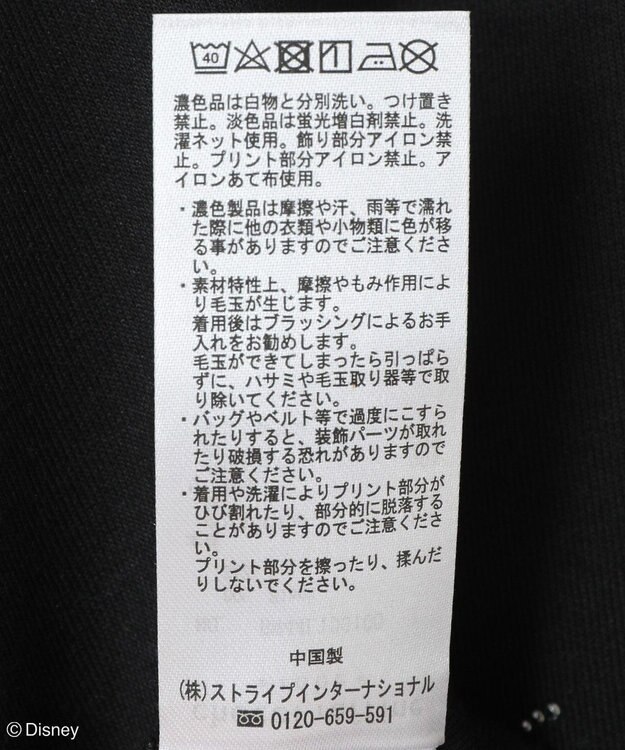 40
濃色品は白物と分別洗い。つけ置き
禁止。淡色品は蛍光増白剤禁止。洗
濯ネット使用。飾り部分アイロン禁
止。プリント部分アイロン禁止。ア
イロンあて布使用。
・濃色製品は摩擦や汗、雨等で濡れ
た際に他の衣類や小物類に色が移
る事がありますのでご注意くださ
い。
・素材特性上、摩擦やもみ作用によ
り毛玉が生じます。
着用後はブラッシングによるお手
入れをお勧めします。
毛玉ができてしまったら引っぱら
ずに、ハサミや毛玉取り器等で取
り除いてください。
・バッグやベルト等で過度にこすら
れたりすると、装飾パーツが取れ
たり破損する恐れがありますので
ご注意ください。
・着用や洗濯によりプリント部分が
ひび割れたり、部分的に脱落する
ことがありますのでご注意くださ
い。
プリント部分を擦ったり、揉んだ
りしないでください。
中国製
(株)ストライプインターナショナル
0120-659-591
©Disney